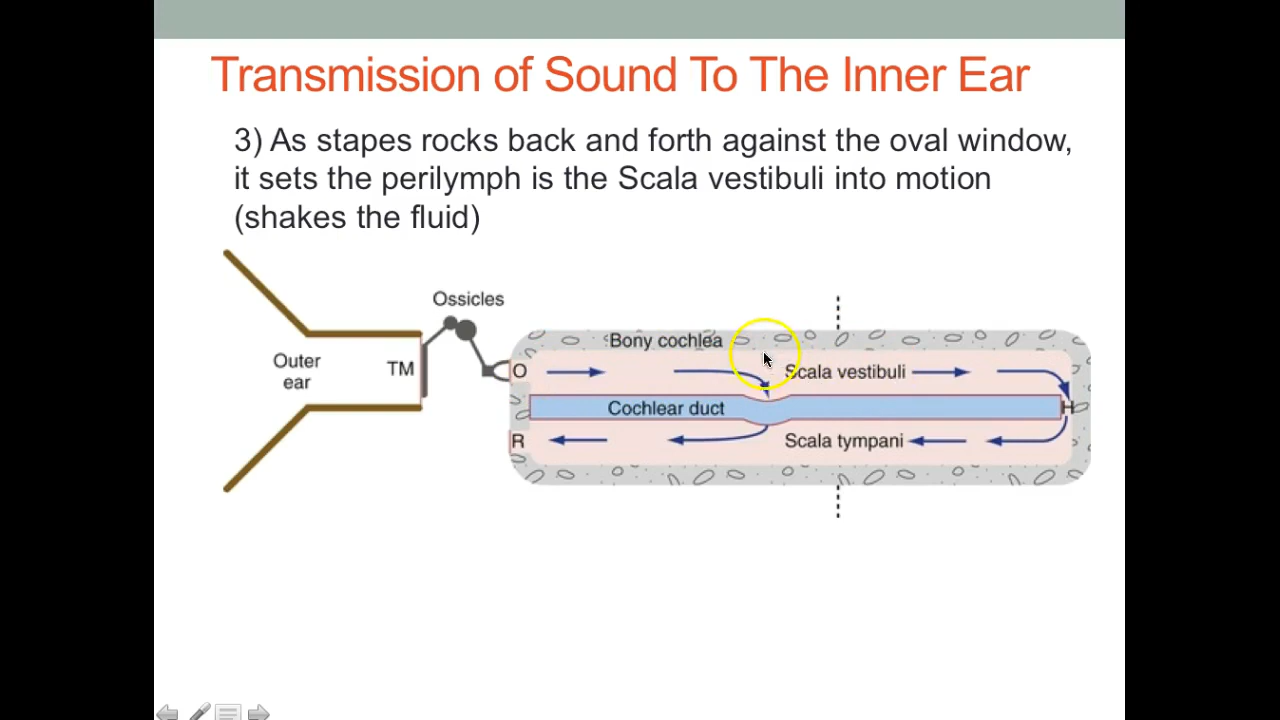 Transmission of Sound To The Inner Ear
3) As stapes rocks back and forth against the oval window,
it sets the perilymph is the Scala vestibuli into motion
(shakes the fluid)
Ossicles
Bony cochlea
Outer
ear
TM
O
Scala vestibuli
Cochlear duct
H
R
Scala tympani